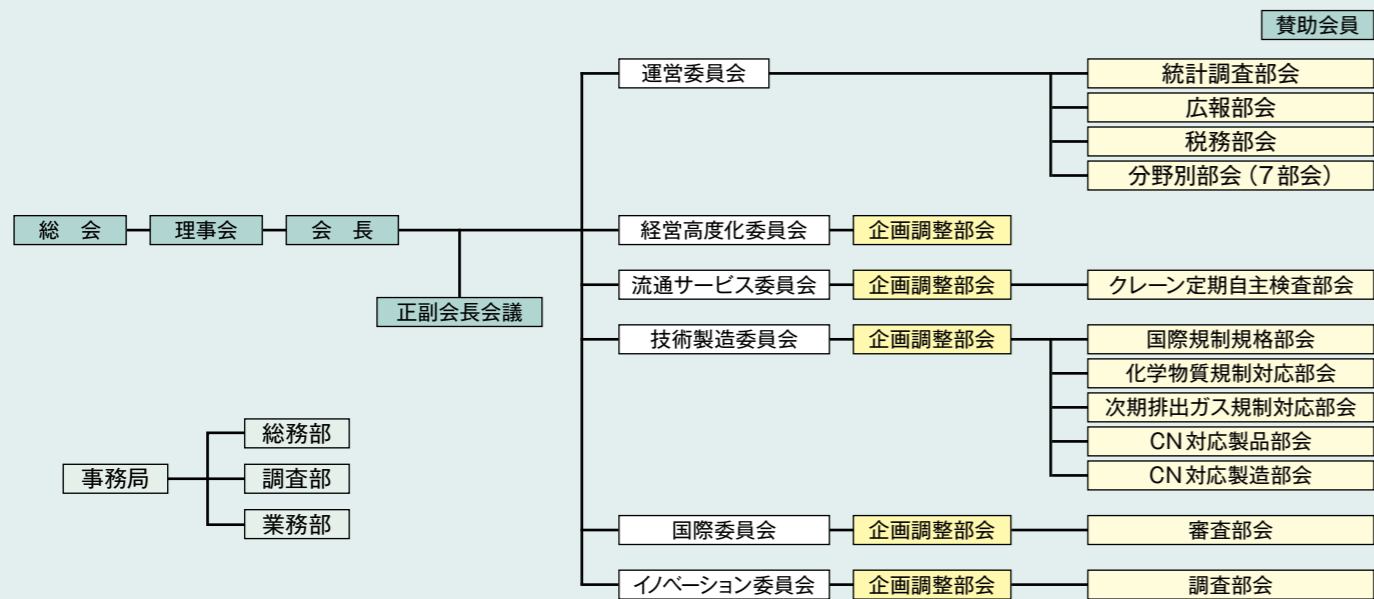 賛助会員
運営委員会
統計調査部会
広報部会
税務部会
分野別部会（7部会）
総　会
理事会
会　長
正副会長会議
経営高度化委員会
企画調整部会
流通サービス委員会
企画調整部会
クレーン定期自主検査部会
技術製造委員会
企画調整部会
国際規制規格部会
化学物質規制対応部会
次期排出ガス規制対応部会
CN対応製品部会
CN対応製造部会
事務局
総務部
調査部
業務部
国際委員会
企画調整部会
審査部会
イノベーション委員会
企画調整部会
調査部会